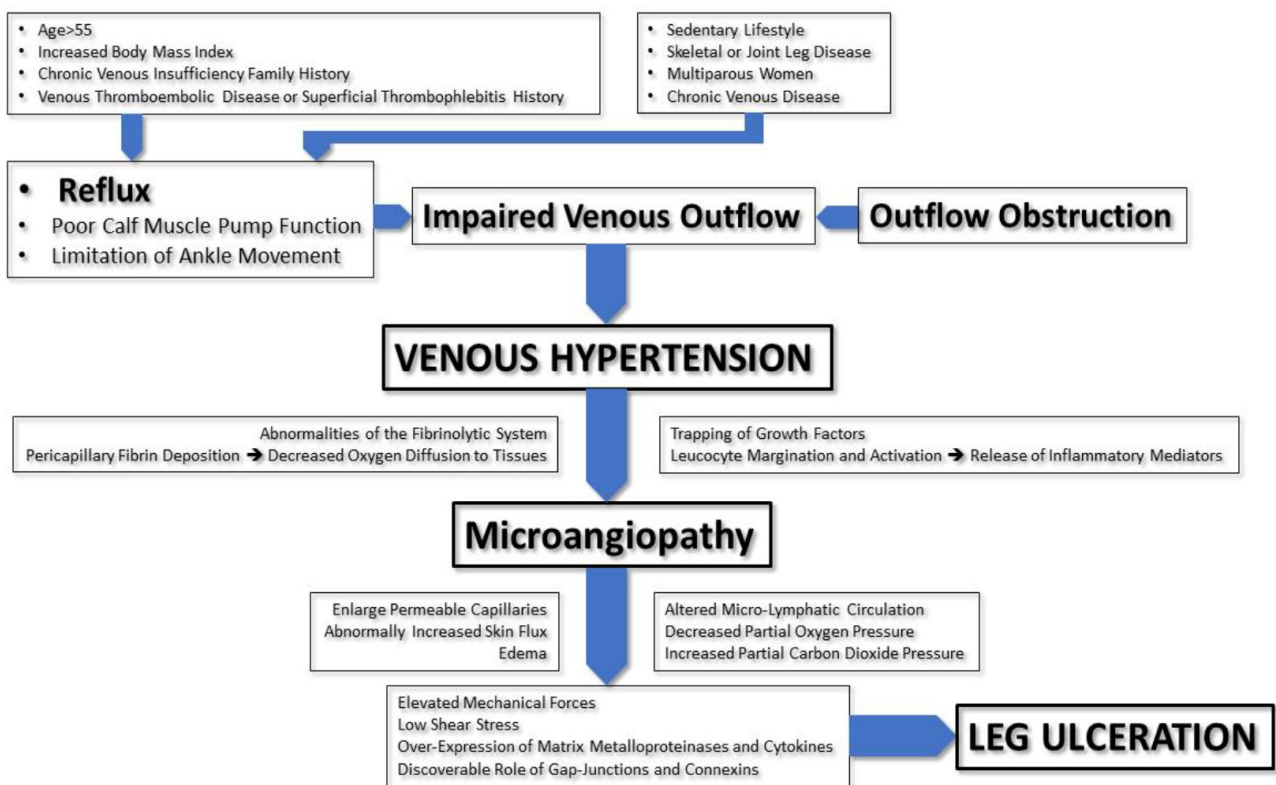 • Age>55
• Increased Body Mass Index
• Chronic Venous Insufficiency Family History
• Venous Thromboembolic Disease or Superficial Thrombophlebitis History
• Sedentary Lifestyle
• Skeletal or Joint Leg Disease
• Multiparous Women
• Chronic Venous Disease
• Reflux
• Poor Calf Muscle Pump Function
• Limitation of Ankle Movement
Impaired Venous Outflow
Outflow Obstruction
VENOUS HYPERTENSION
Abnormalities of the Fibrinolytic System
Pericapillary Fibrin Deposition ➔ Decreased Oxygen Diffusion to Tissues
Trapping of Growth Factors
Leucocyte Margination and Activation ➔ Release of Inflammatory Mediators
Microangiopathy
Enlarge Permeable Capillaries
Abnormally Increased Skin Flux
Edema
Altered Micro-Lymphatic Circulation
Decreased Partial Oxygen Pressure
Increased Partial Carbon Dioxide Pressure
Elevated Mechanical Forces
Low Shear Stress
Over-Expression of Matrix Metalloproteinases and Cytokines
Discoverable Role of Gap-Junctions and Connexins
LEG ULCERATION